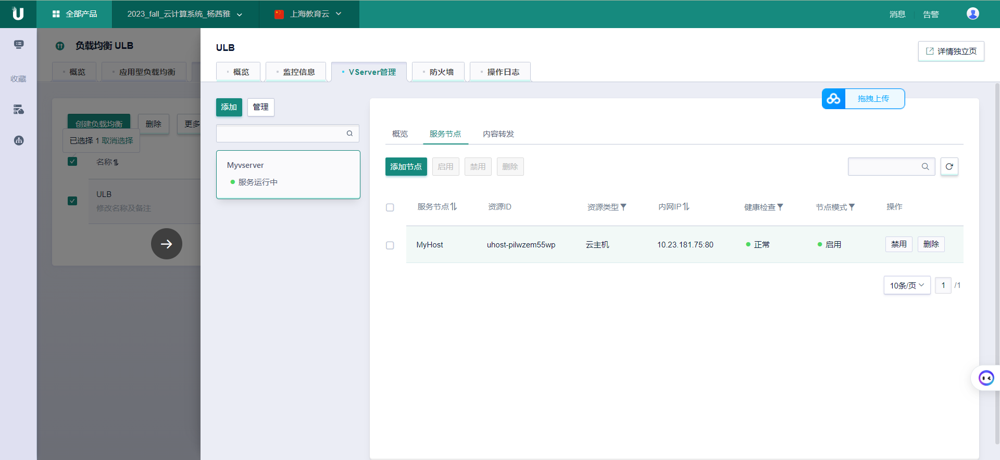 U 全部产品 2023_fall_云计算系统_杨茜雅 上海教育云 消息 告警
收藏
负载均衡 ULB
概览 应用型负载均衡
创建负载均衡 删除 更多
已选择 1 取消选择
名称
ULB
修改名称及备注
ULB
详情独立页
概览 监控信息 VServer管理 防火墙 操作日志
添加 管理
Myvserver
服务运行中
拖拽上传
概览 服务节点 内容转发
添加节点 启用 禁用 删除
服务节点 资源ID 资源类型 内网IP 健康检查 节点模式 操作
MyHost uhost-pilwzem55wp 云主机 10.23.181.75:80 正常 启用 禁用 删除
10条/页 1 /1